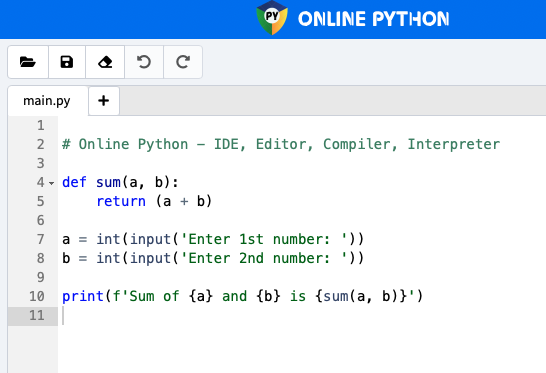 PY ONLINE PYTHON
main.py +
1
2 # Online Python - IDE, Editor, Compiler, Interpreter
3
4 def sum(a, b):
5     return (a + b)
6
7 a = int(input('Enter 1st number: '))
8 b = int(input('Enter 2nd number: '))
9
10 print(f'Sum of {a} and {b} is {sum(a, b)}')
11